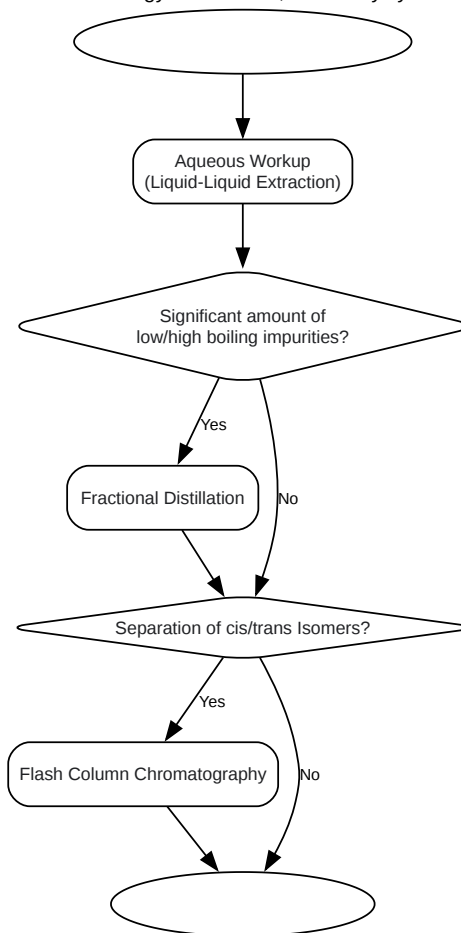 Aqueous Workup
(Liquid-Liquid Extraction)
Significant amount of
low/high boiling impurities?
Yes
Fractional Distillation
No
Separation of cis/trans Isomers?
Yes
Flash Column Chromatography
No